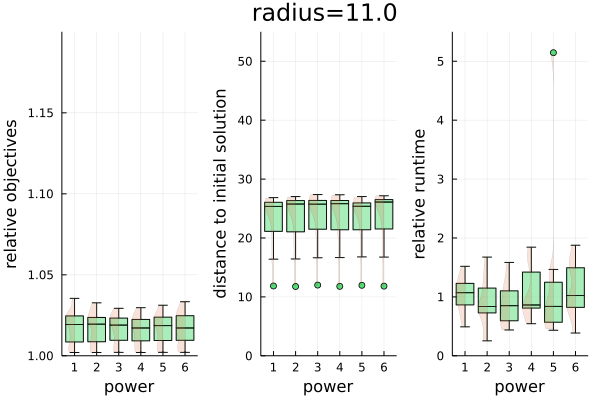 radius=11.0
relative objectives
1.15
1.10
1.05
1.00
1 2 3 4 5 6
power
distance to initial solution
50
40
30
20
10
0
1 2 3 4 5 6
power
relative runtime
5
4
3
2
1
0
1 2 3 4 5 6
power